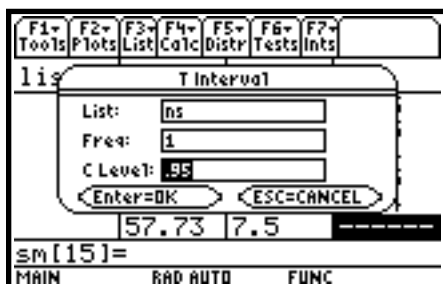 F1- F2- F3- F4- F5- F6- F7-
Tools Plots List Calc Distr Tests Ints
lis
T Interval
List: ns
Freq: 1
C Level: .95
Enter=OK ESC=CANCEL
57.73 7.5 ------
sm[15]=
MAIN RAD AUTO FUNC